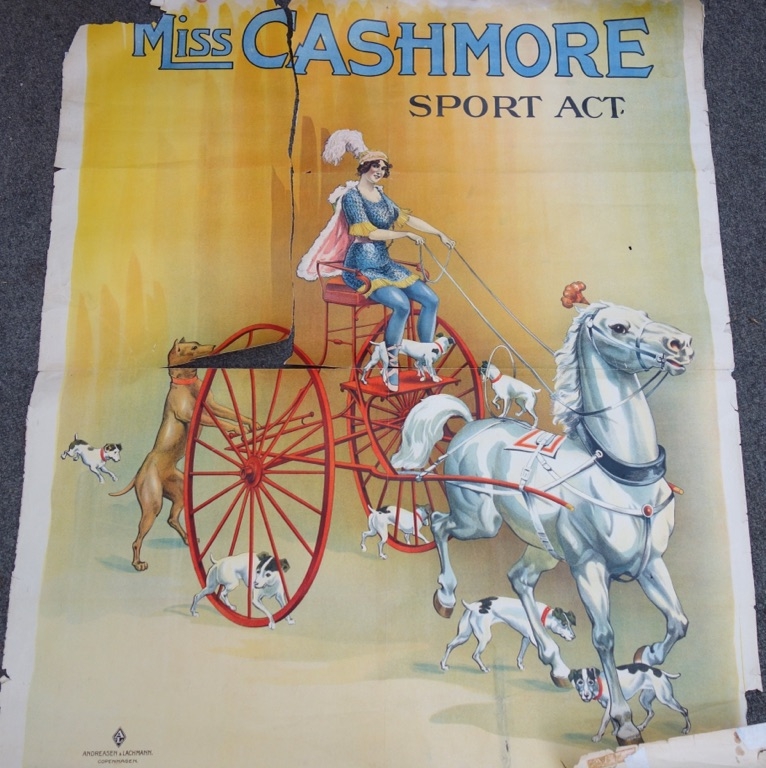 Miss CASHMORE
SPORT ACT.
ANDREASEN & LACHMANN.
COPENHAGEN.